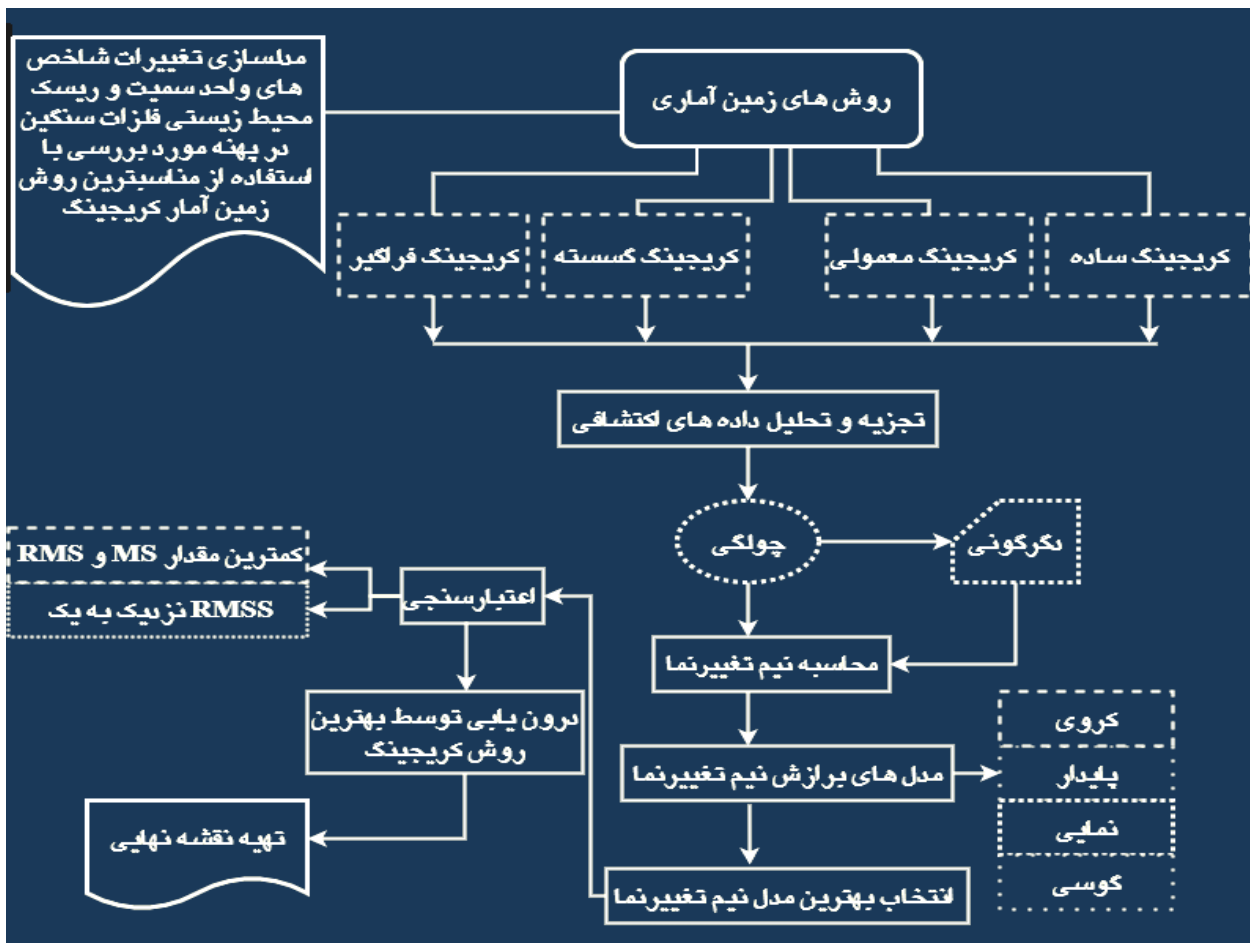 مدلسازی تغییرات شاخص
های واحد سمیت و ریسک
محیط زیستی فلزات سنگین
در پهنه مورد بررسی با
استفاده از مناسبترین روش
زمین آمار کریجینگ
روش های زمین آماری
کریجینگ ساده
کریجینگ معمولی
کریجینگ گسسته
کریجینگ فراگیر
تجزیه و تحلیل داده های اکتشافی
چولگی
دگرگونی
محاسبه نیم تغییرنما
مدل های برازش نیم تغییرنما
کروی
پایدار
نمایی
گوسی
انتخاب بهترین مدل نیم تغییرنما
اعتبارسنجی
کمترین مقدار MS و RMS
RMSS نزدیک به یک
درون یابی توسط بهترین
روش کریجینگ
تهیه نقشه نهایی